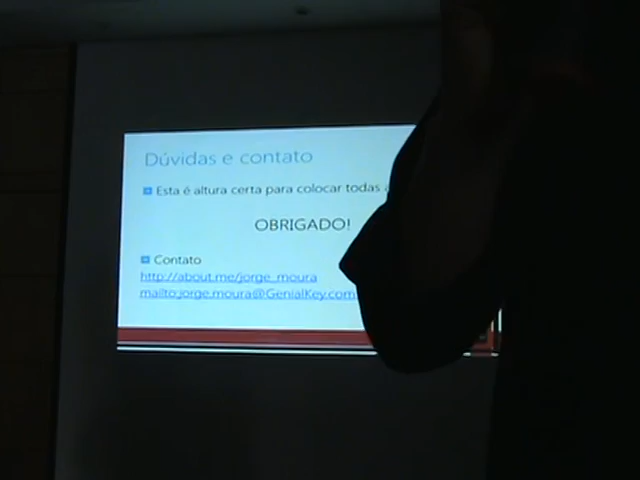 Dúvidas e contato
Esta é altura certa para colocar todas
OBRIGADO!
Contato
http://about.me/jorge_moura
mailto:jorge.moura@GenialKey.com